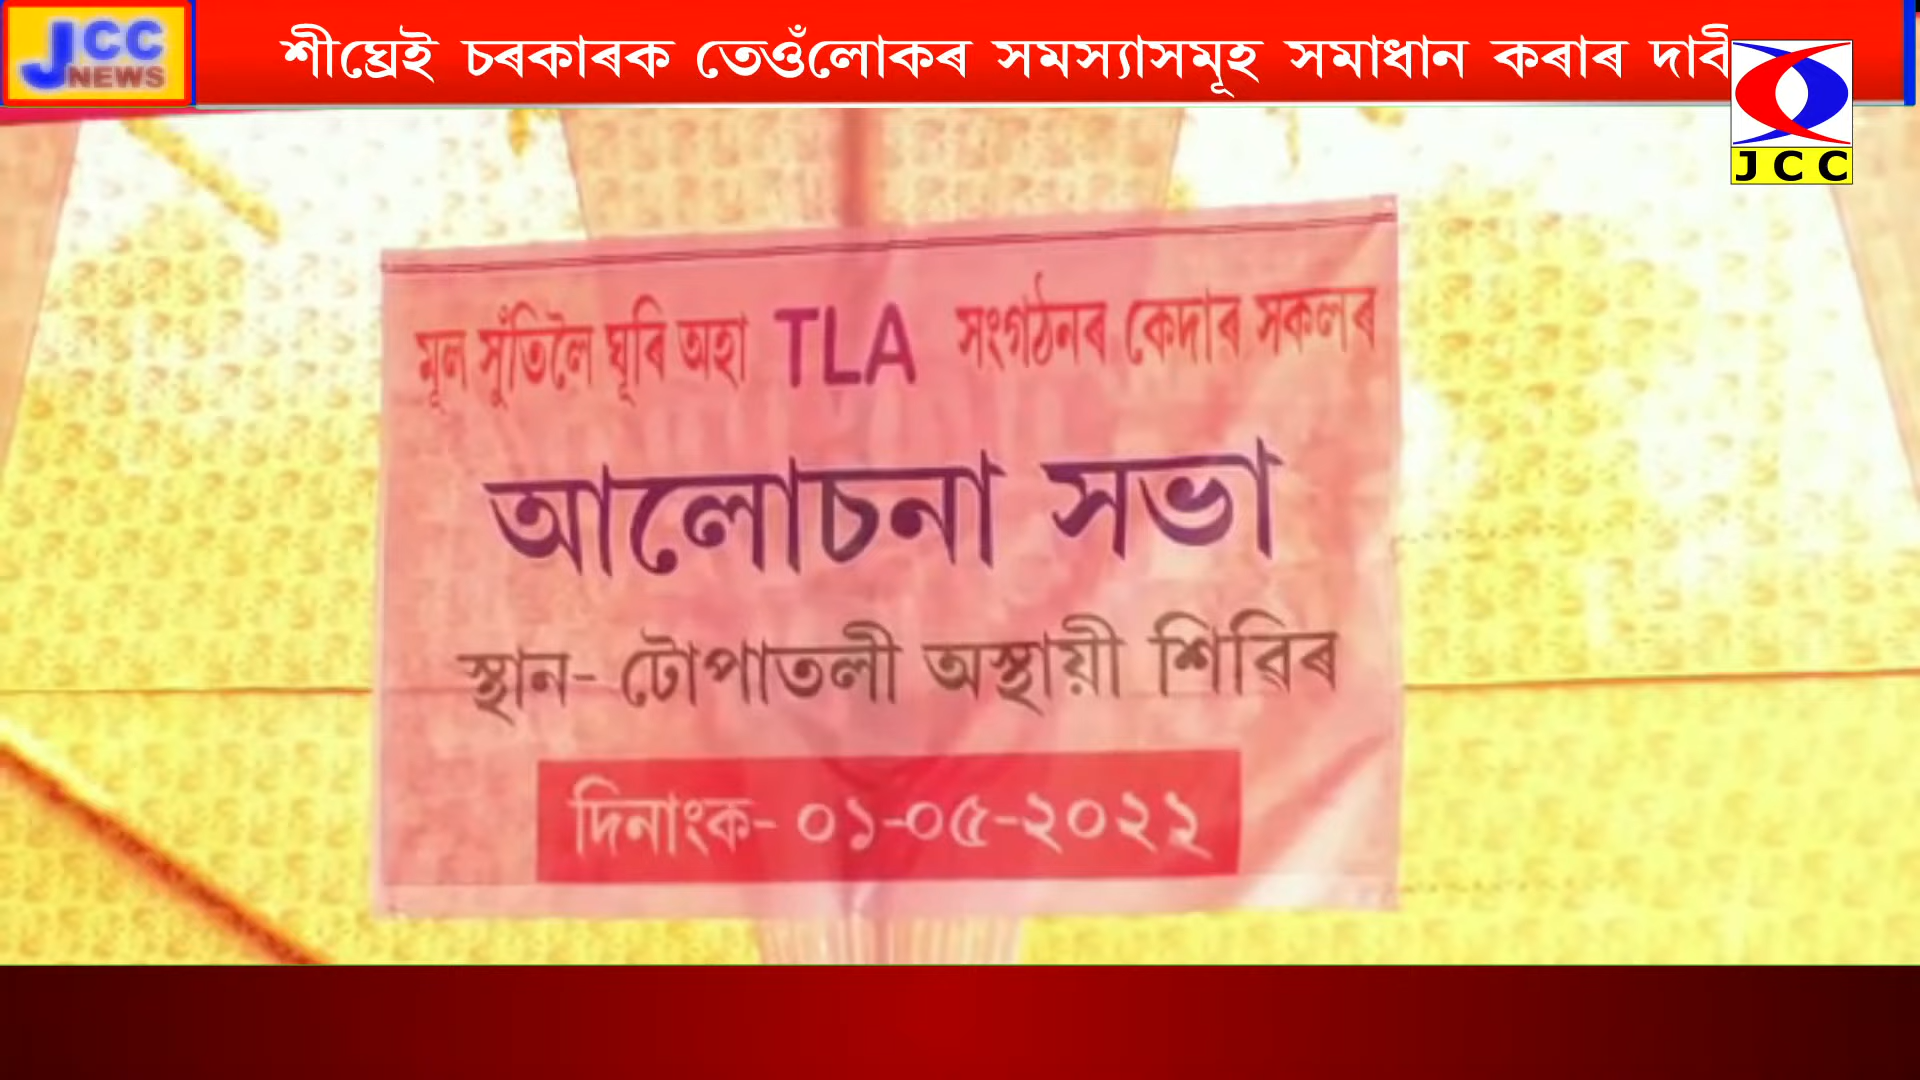 JCC
NEWS
শীঘ্ৰেই চৰকাৰক তেওঁলোকৰ সমস্যাসমূহ সমাধান কৰাৰ দাবী
JCC
মূল সুঁতিলৈ ঘূৰি অহা TLA সংগঠনৰ কেদাৰ সকলৰ
আলোচনা সভা
স্থান- টোপাতলী অস্থায়ী শিৱিৰ
দিনাংক- ০১-০৫-২০২২